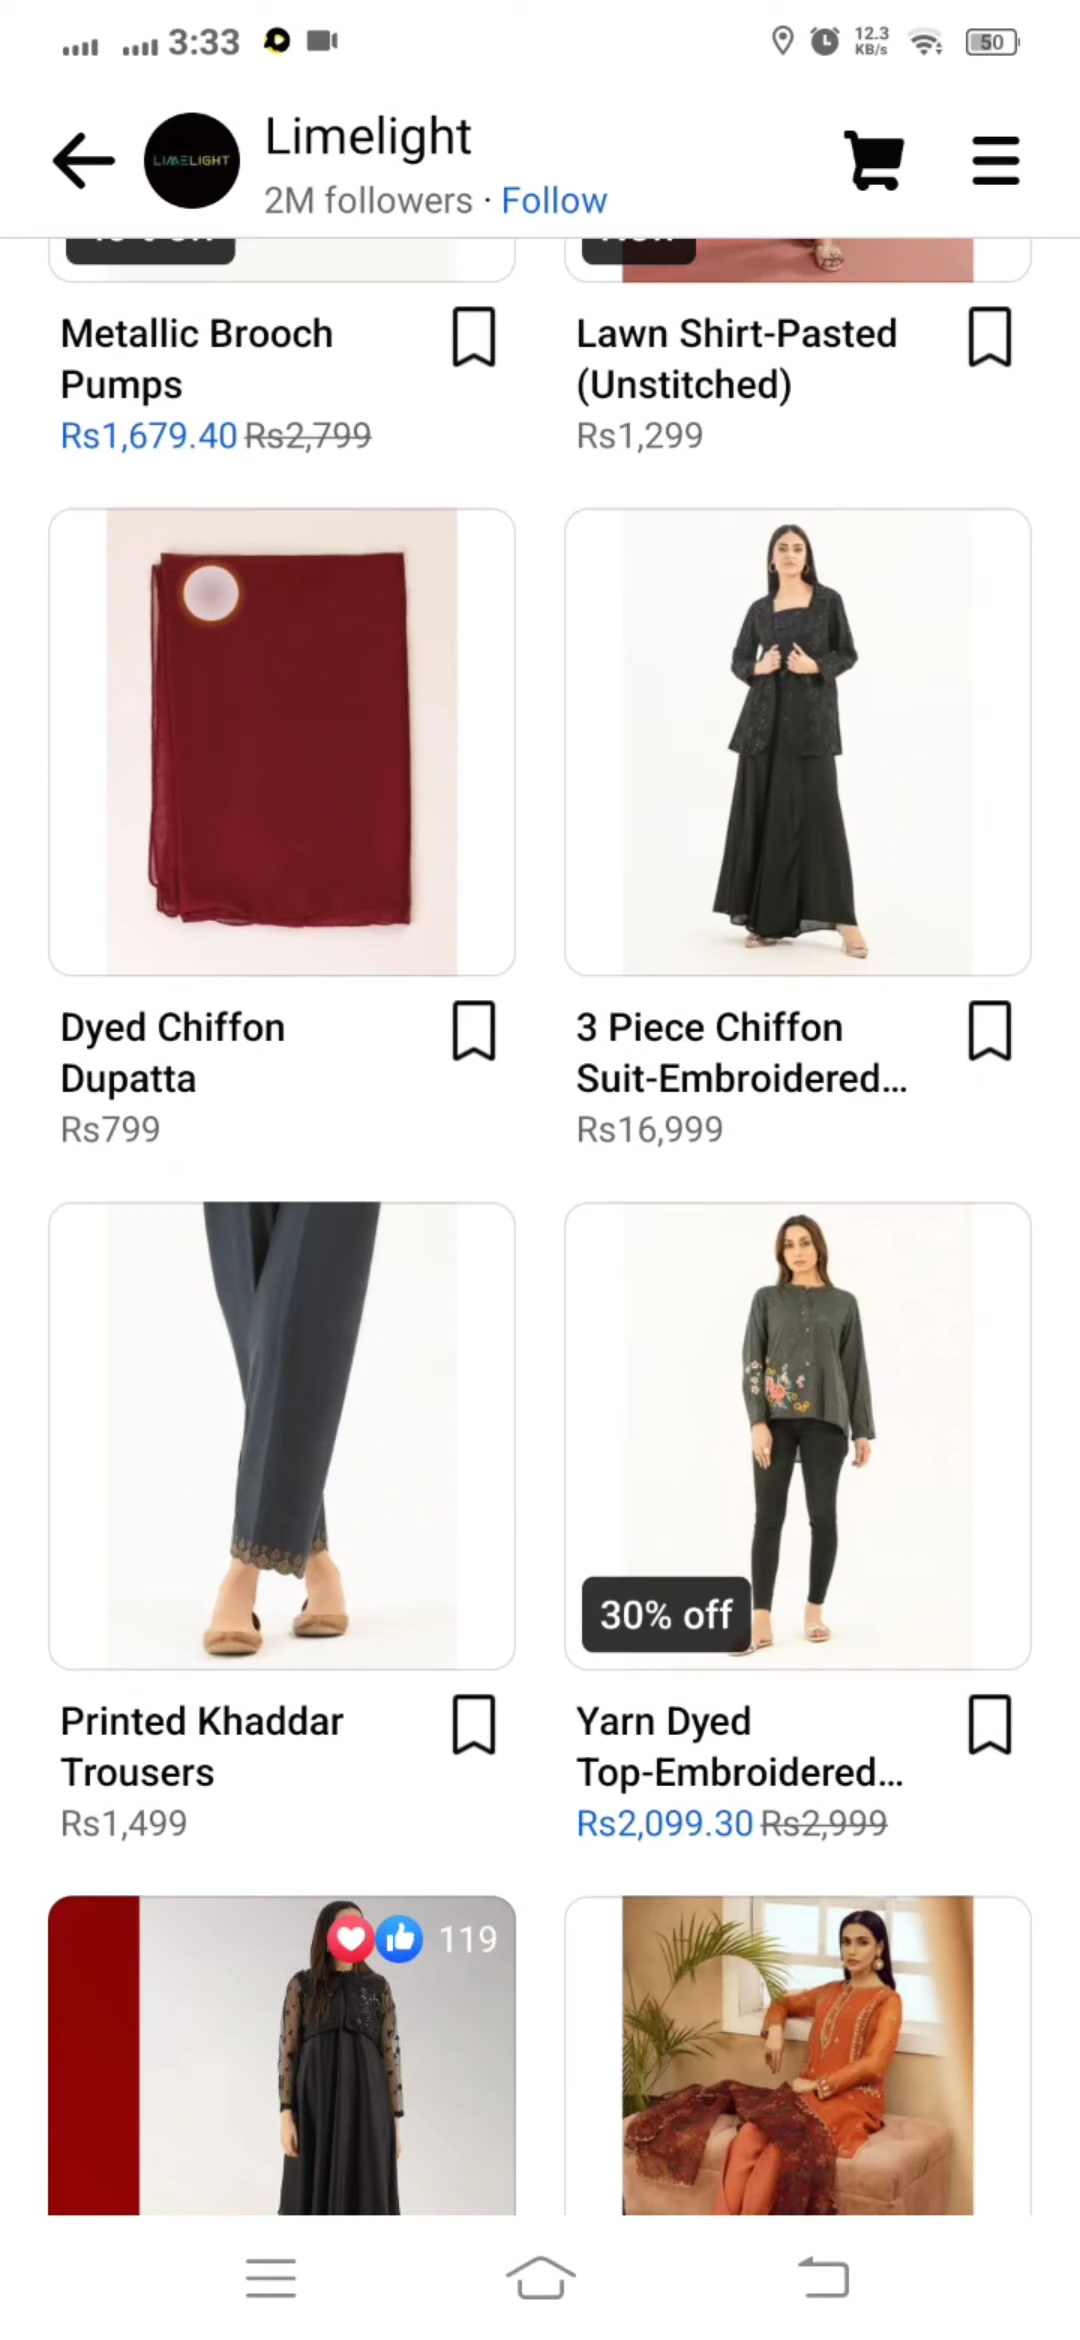 3:33
12.3
KB/s
50
LIMELIGHT
Limelight
2M followers · Follow
Metallic Brooch
Pumps
Rs1,679.40 Rs2,799
Lawn Shirt-Pasted
(Unstitched)
Rs1,299
Dyed Chiffon
Dupatta
Rs799
3 Piece Chiffon
Suit-Embroidered...
Rs16,999
30% off
Printed Khaddar
Trousers
Rs1,499
Yarn Dyed
Top-Embroidered...
Rs2,099.30 Rs2,999
119